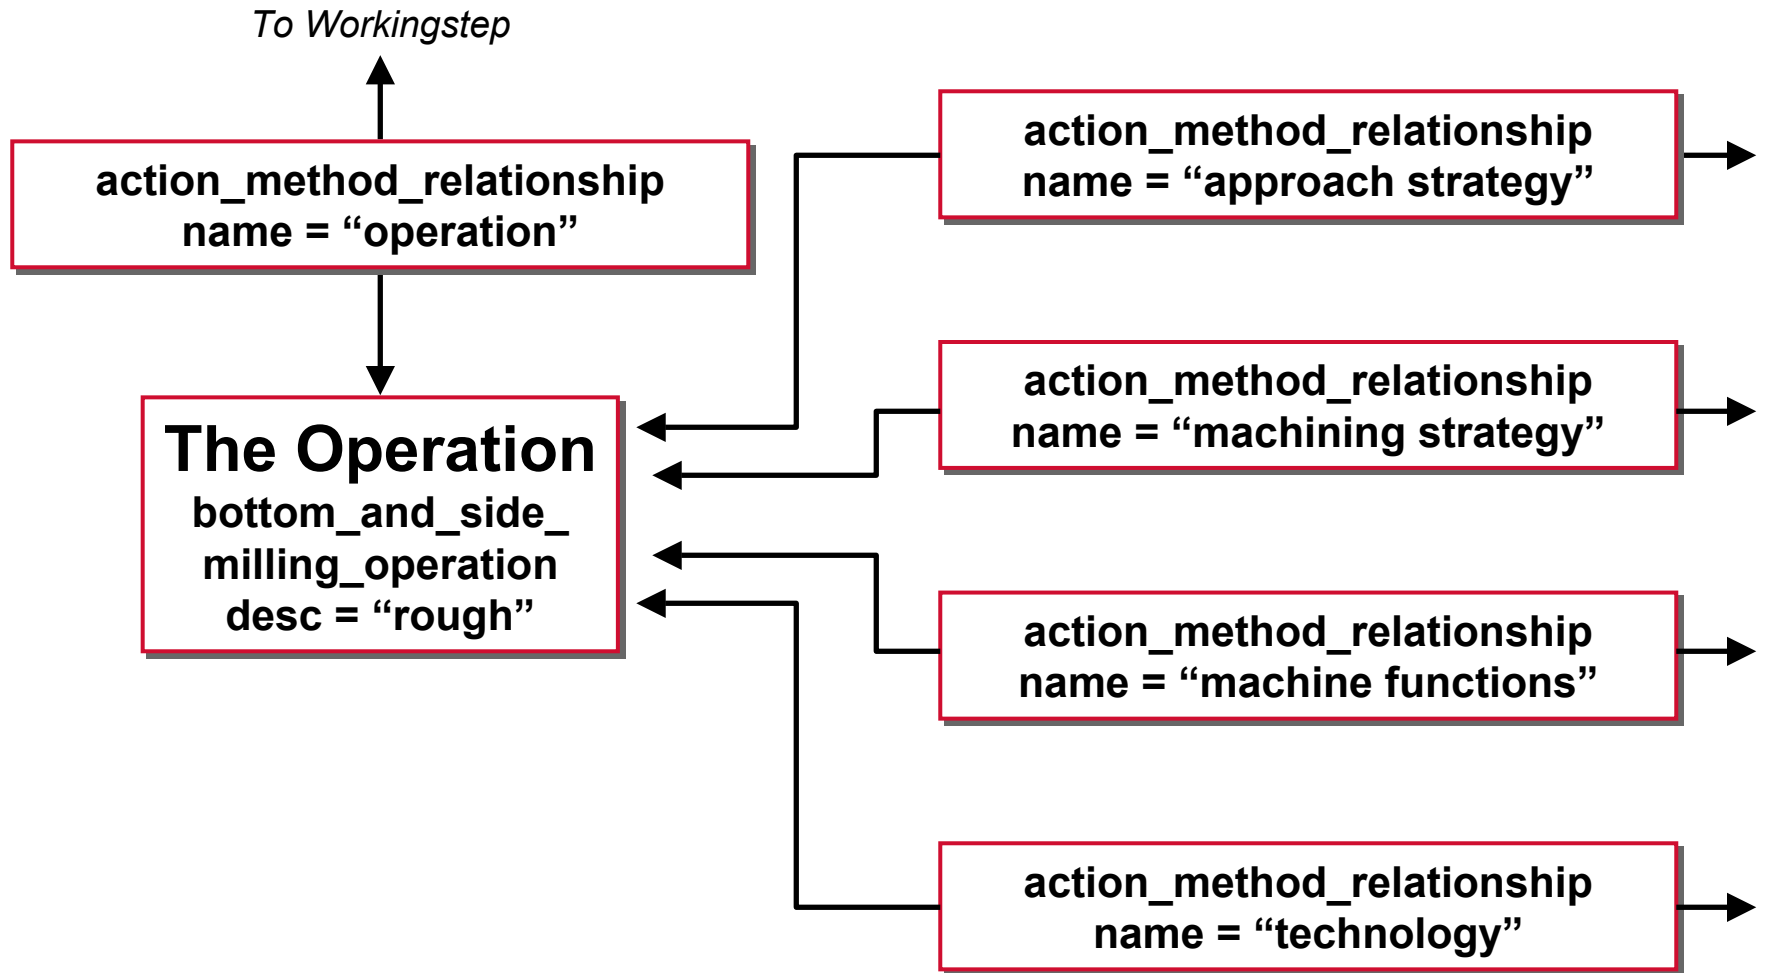 To Workingstep
action_method_relationship
name = “operation”
The Operation
bottom_and_side_
milling_operation
desc = “rough”
action_method_relationship
name = “approach strategy”
action_method_relationship
name = “machining strategy”
action_method_relationship
name = “machine functions”
action_method_relationship
name = “technology”